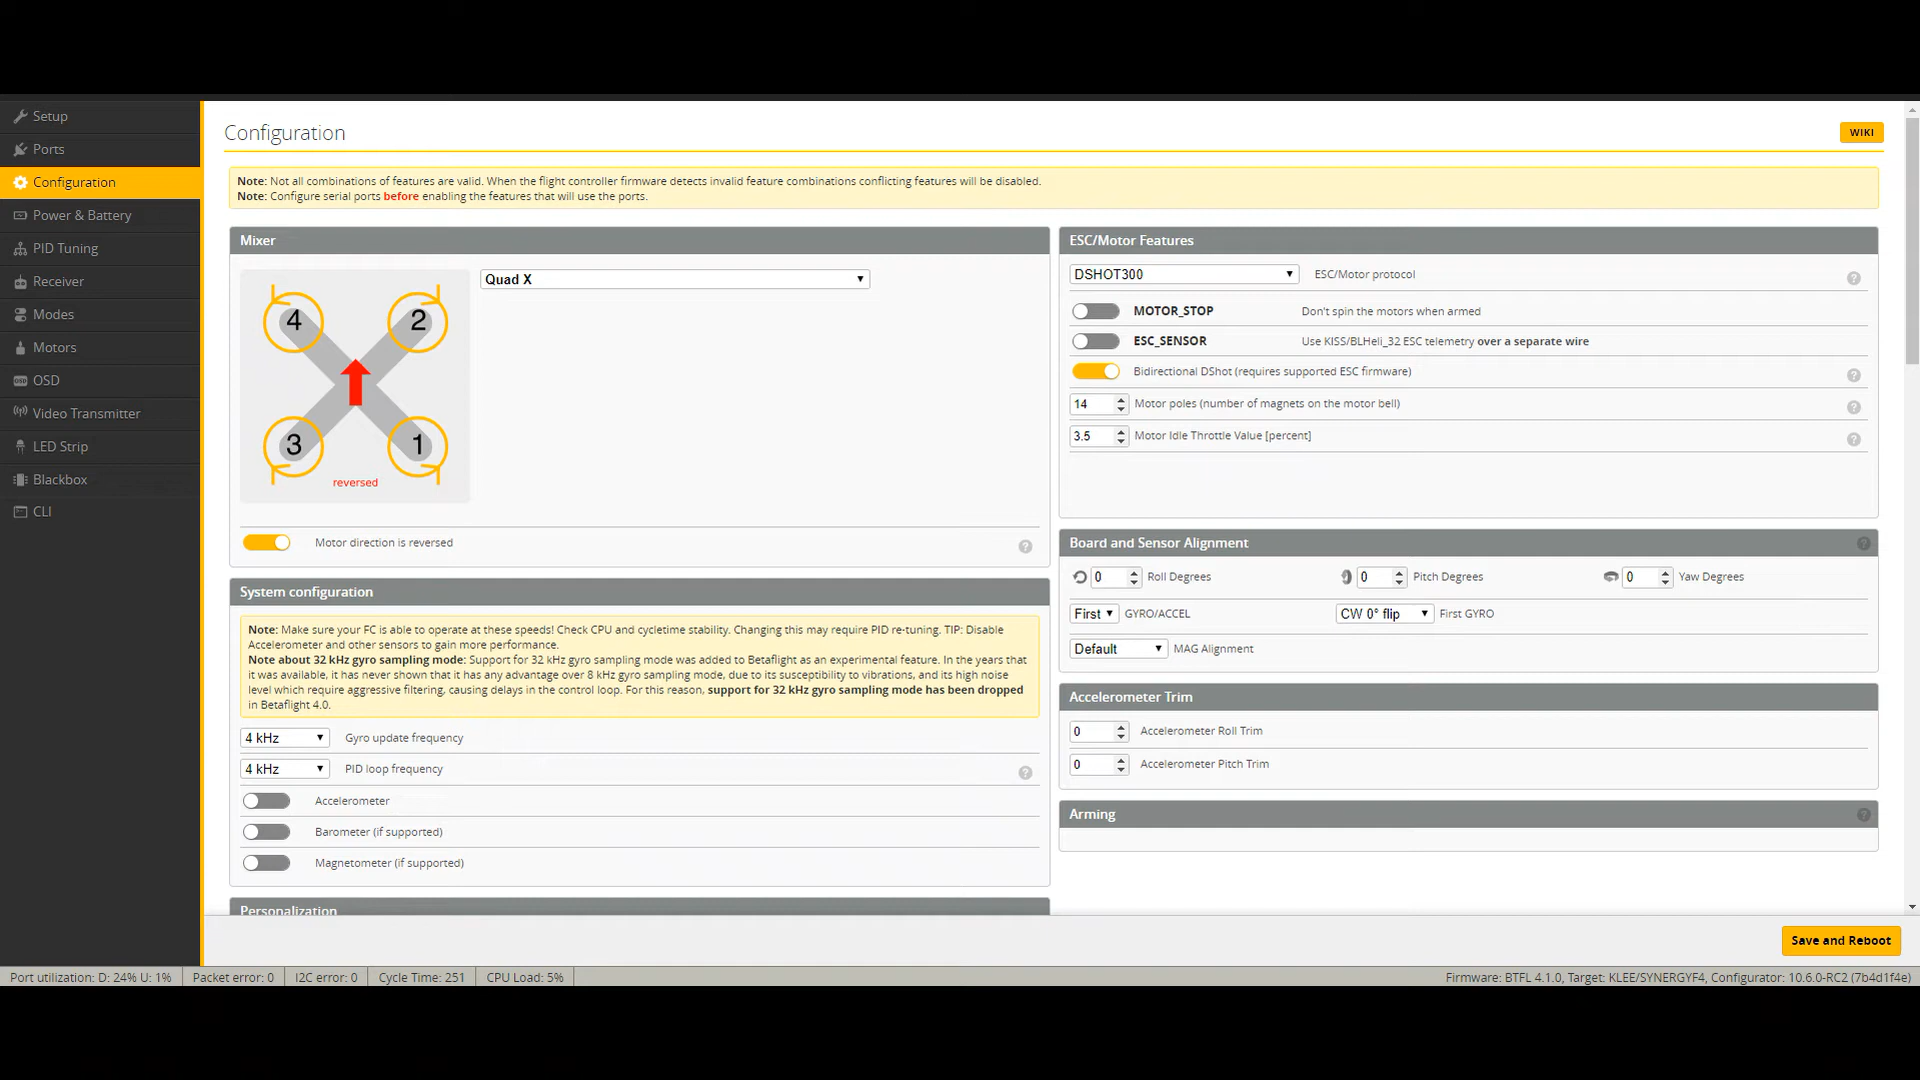 Setup
Ports
Configuration
Power & Battery
PID Tuning
Receiver
Modes
Motors
OSD
Video Transmitter
LED Strip
Blackbox
CLI
Configuration
WIKI
Note: Not all combinations of features are valid. When the flight controller firmware detects invalid feature combinations conflicting features will be disabled.
Note: Configure serial ports before enabling the features that will use the ports.
Mixer
Quad X
4
2
3
1
reversed
Motor direction is reversed
System configuration
Note: Make sure your FC is able to operate at these speeds! Check CPU and cycletime stability. Changing this may require PID re-tuning. TIP: Disable
Accelerometer and other sensors to gain more performance.
Note about 32 kHz gyro sampling mode: Support for 32 kHz gyro sampling mode was added to Betaflight as an experimental feature. In the years that
it was available, it has never shown that it has any advantage over 8 kHz gyro sampling mode, due to its susceptibility to vibrations, and its high noise
level which require aggressive filtering, causing delays in the control loop. For this reason, support for 32 kHz gyro sampling mode has been dropped
in Betaflight 4.0.
4 kHz Gyro update frequency
4 kHz PID loop frequency
Accelerometer
Barometer (if supported)
Magnetometer (if supported)
Personalization
ESC/Motor Features
DSHOT300 ESC/Motor protocol
MOTOR_STOP Don't spin the motors when armed
ESC_SENSOR Use KISS/BLHeli_32 ESC telemetry over a separate wire
Bidirectional DShot (requires supported ESC firmware)
14 Motor poles (number of magnets on the motor bell)
3.5 Motor Idle Throttle Value [percent]
Board and Sensor Alignment
0 Roll Degrees 0 Pitch Degrees 0 Yaw Degrees
First GYRO/ACCEL CW 0° flip First GYRO
Default MAG Alignment
Accelerometer Trim
0 Accelerometer Roll Trim
0 Accelerometer Pitch Trim
Arming
Save and Reboot
Port utilization: D: 24% U: 1% Packet error: 0 I2C error: 0 Cycle Time: 251 CPU Load: 5% Firmware: BTFL 4.1.0, Target: KLEE/SYNERGYF4, Configurator: 10.6.0-RC2 (7b4d1f4e)